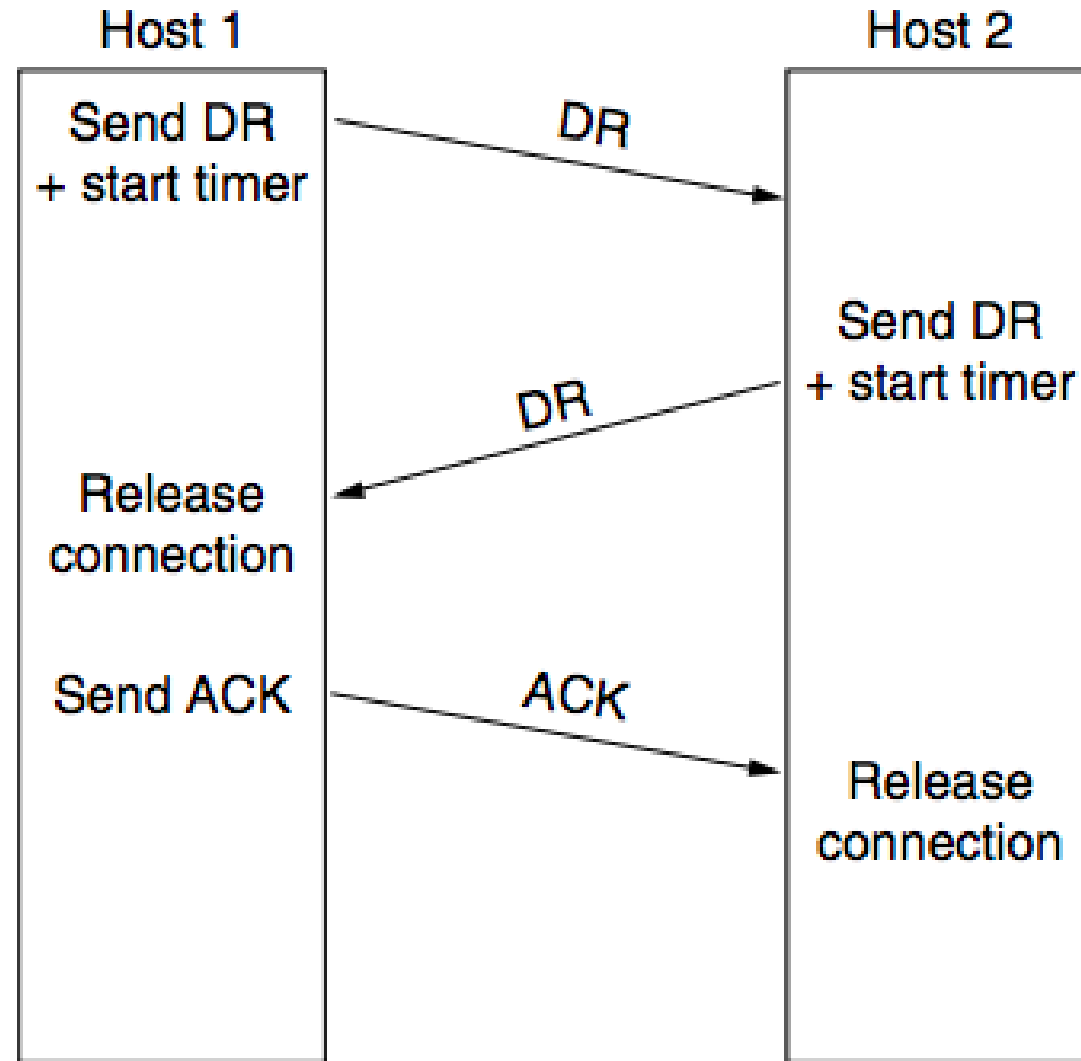 Host 1
Host 2
Send DR
+ start timer
DR
Send DR
+ start timer
DR
Release
connection
Send ACK
ACK
Release
connection